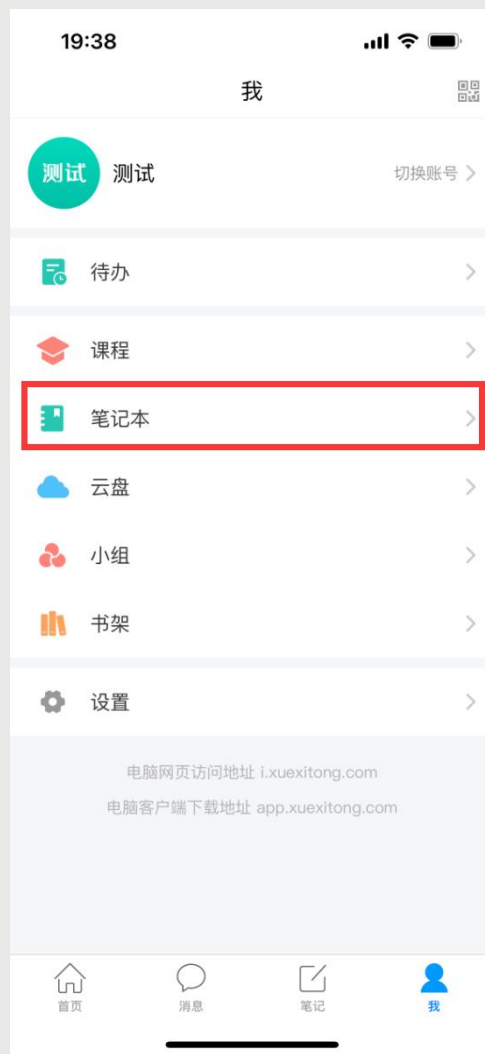 19:38
我
测试 测试 切换账号
待办
课程
笔记本
云盘
小组
书架
设置
电脑网页访问地址 i.xuexitong.com
电脑客户端下载地址 app.xuexitong.com
首页 消息 笔记 我